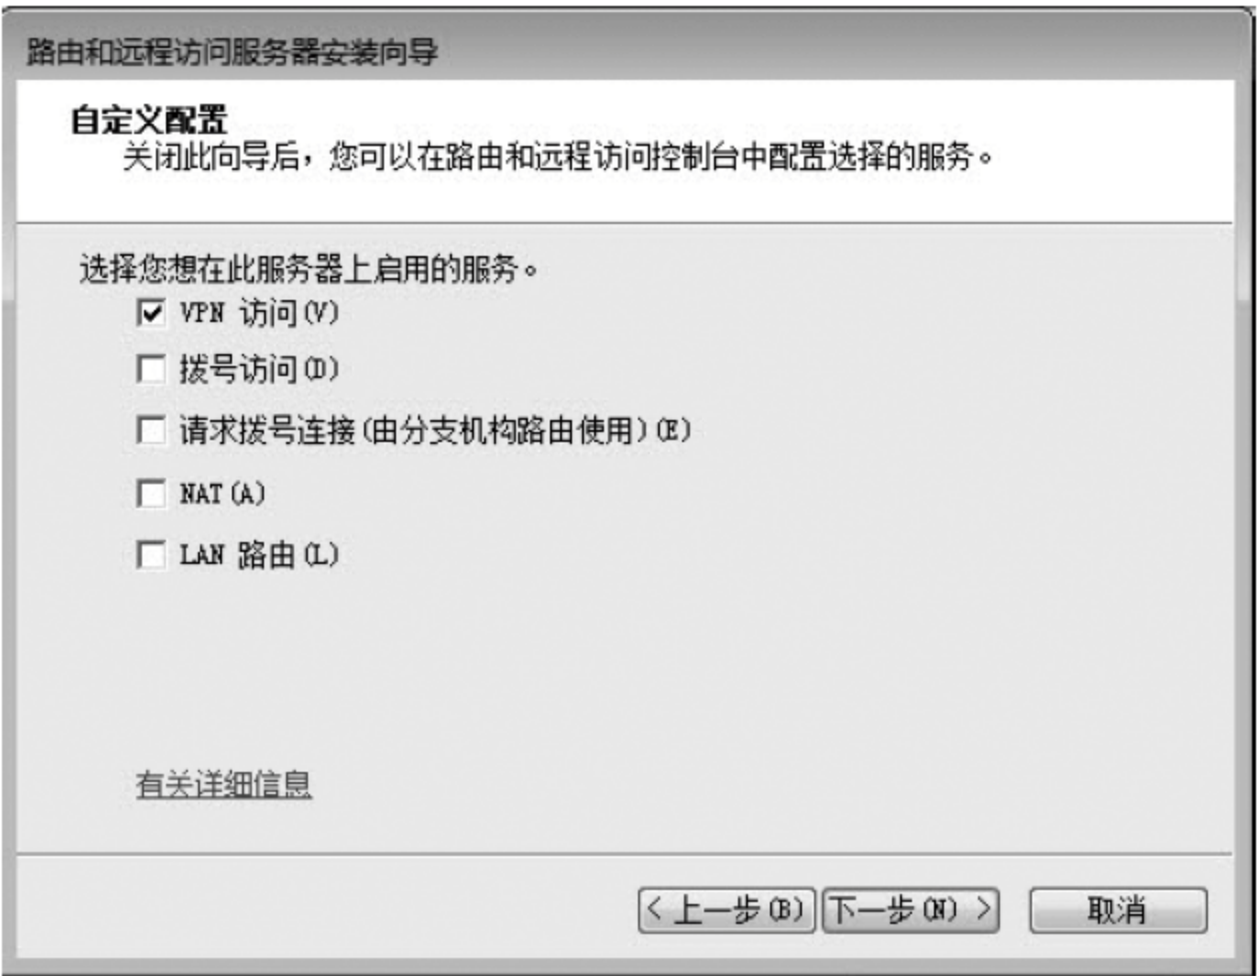 路由和远程访问服务器安装向导
自定义配置
关闭此向导后，您可以在路由和远程访问控制台中配置选择的服务。
选择您想在此服务器上启用的服务。
VPN 访问(V)
拨号访问(D)
请求拨号连接(由分支机构路由使用)(E)
NAT(A)
LAN 路由(L)
有关详细信息
< 上一步(B) 下一步(N) > 取消